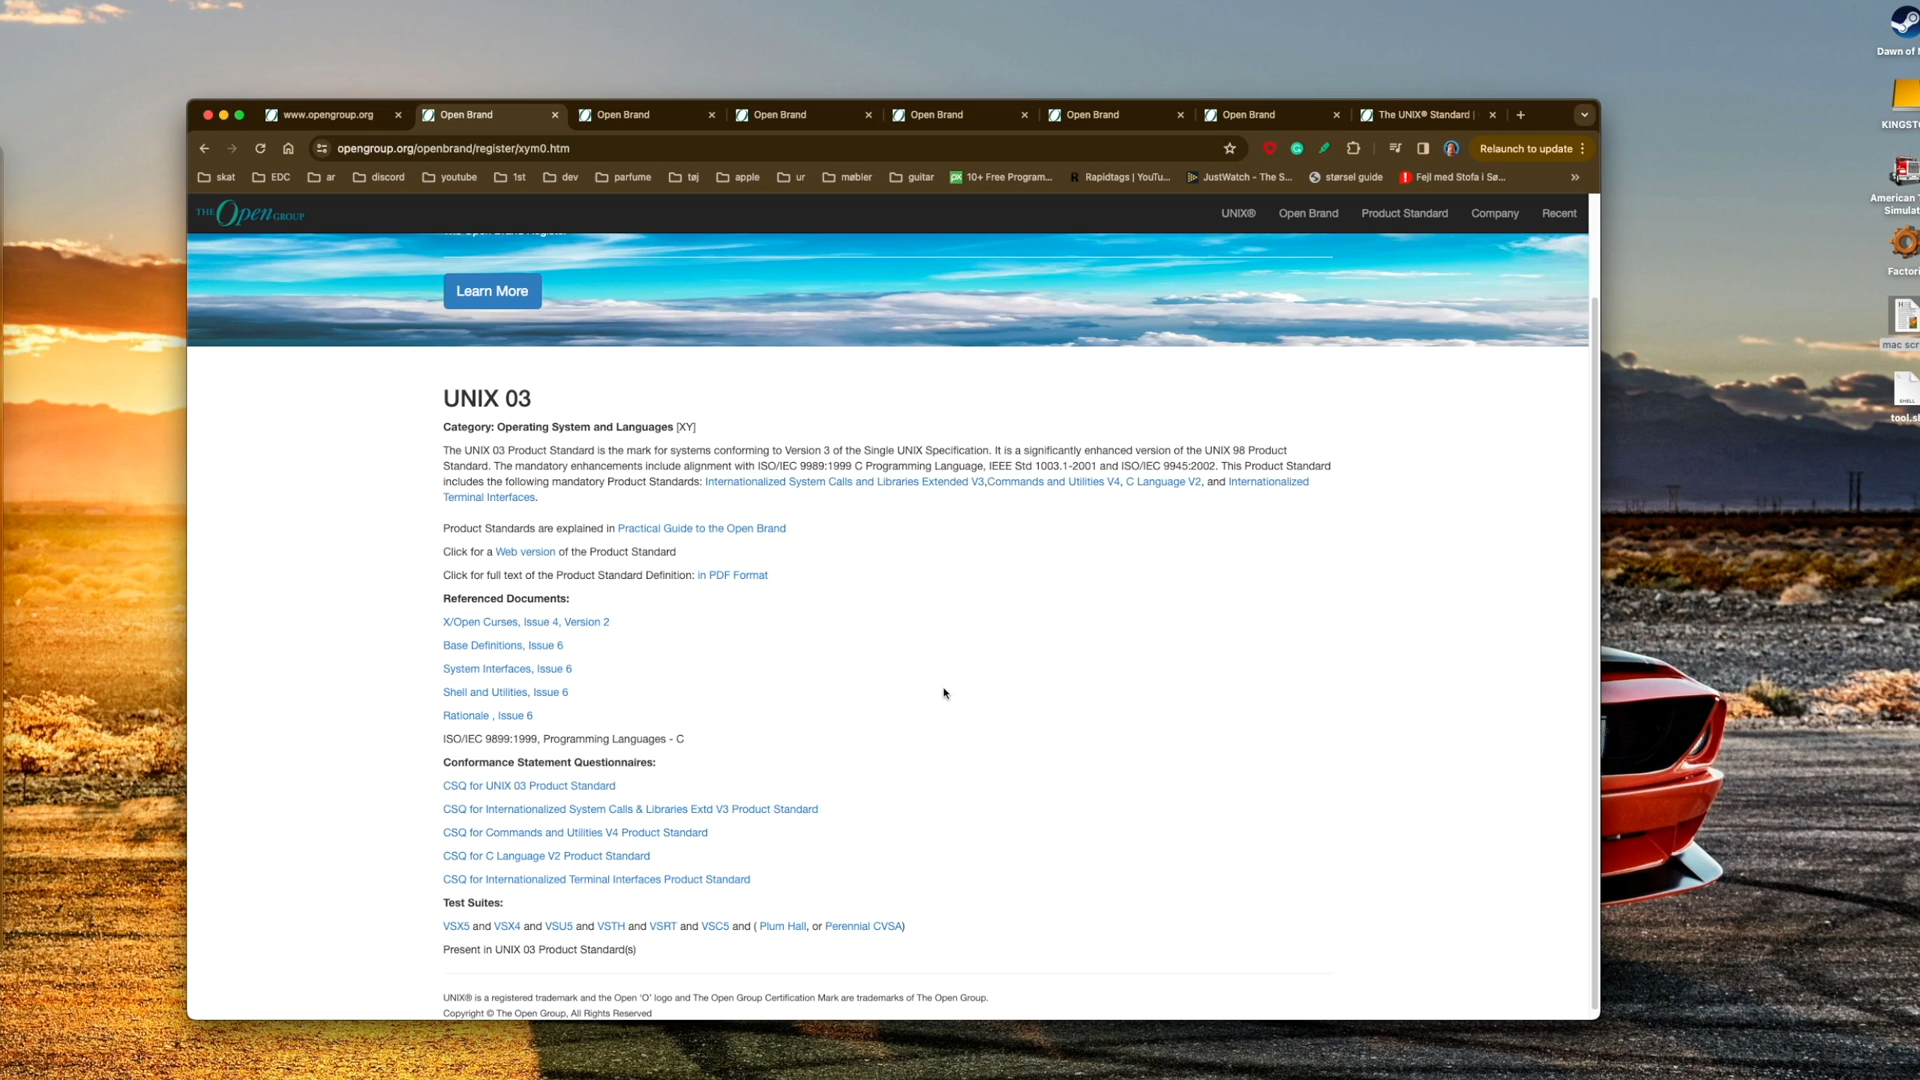 Dawn of
KINGST
American
Simulat
Factori
mac scr
SHELL
tool.sh
www.opengroup.org
Open Brand
Open Brand
Open Brand
Open Brand
Open Brand
Open Brand
The UNIX® Standard |
opengroup.org/openbrand/register/xym0.htm
Relaunch to update
skat
EDC
ar
discord
youtube
1st
dev
parfume
tøj
apple
ur
møbler
guitar
10+ Free Program...
Rapidtags | YouTu...
JustWatch - The S...
størsel guide
Fejl med Stofa i Sø...
THE Open GROUP
UNIX®
Open Brand
Product Standard
Company
Recent
Learn More
UNIX 03
Category: Operating System and Languages [XY]
The UNIX 03 Product Standard is the mark for systems conforming to Version 3 of the Single UNIX Specification. It is a significantly enhanced version of the UNIX 98 Product
Standard. The mandatory enhancements include alignment with ISO/IEC 9989:1999 C Programming Language, IEEE Std 1003.1-2001 and ISO/IEC 9945:2002. This Product Standard
includes the following mandatory Product Standards: Internationalized System Calls and Libraries Extended V3,Commands and Utilities V4, C Language V2, and Internationalized
Terminal Interfaces.
Product Standards are explained in Practical Guide to the Open Brand
Click for a Web version of the Product Standard
Click for full text of the Product Standard Definition: in PDF Format
Referenced Documents:
X/Open Curses, Issue 4, Version 2
Base Definitions, Issue 6
System Interfaces, Issue 6
Shell and Utilities, Issue 6
Rationale , Issue 6
ISO/IEC 9899:1999, Programming Languages - C
Conformance Statement Questionnaires:
CSQ for UNIX 03 Product Standard
CSQ for Internationalized System Calls & Libraries Extd V3 Product Standard
CSQ for Commands and Utilities V4 Product Standard
CSQ for C Language V2 Product Standard
CSQ for Internationalized Terminal Interfaces Product Standard
Test Suites:
VSX5 and VSX4 and VSU5 and VSTH and VSRT and VSC5 and ( Plum Hall, or Perennial CVSA)
Present in UNIX 03 Product Standard(s)
UNIX® is a registered trademark and the Open 'O' logo and The Open Group Certification Mark are trademarks of The Open Group.
Copyright © The Open Group, All Rights Reserved